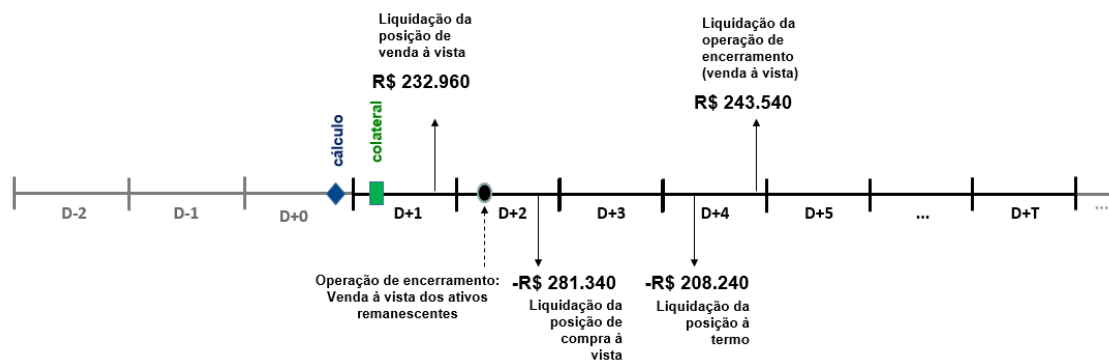 Liquidação da
posição de
venda à vista
R$ 232.960
Liquidação da
operação de
encerramento
(venda à vista)
R$ 243.540
cálculo
colateral
D-2
D-1
D+0
D+1
D+2
D+3
D+4
D+5
...
D+T
...
Operação de encerramento:
Venda à vista dos ativos
remanescentes
-R$ 281.340
Liquidação da
posição de
compra à
vista
-R$ 208.240
Liquidação da
posição à
termo